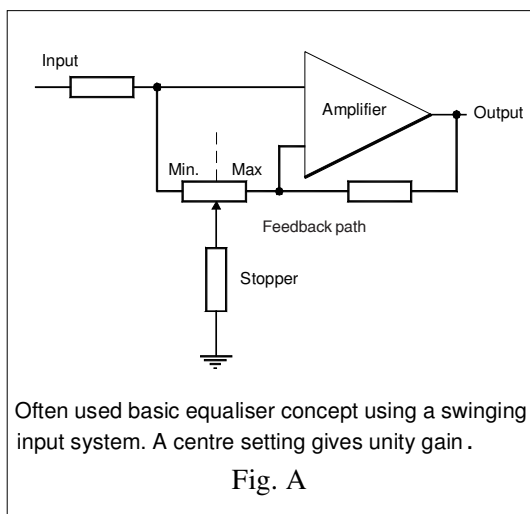 Input
Amplifier
Output
Min. Max
Feedback path
Stopper
Often used basic equaliser concept using a swinging
input system. A centre setting gives unity gain.
Fig. A